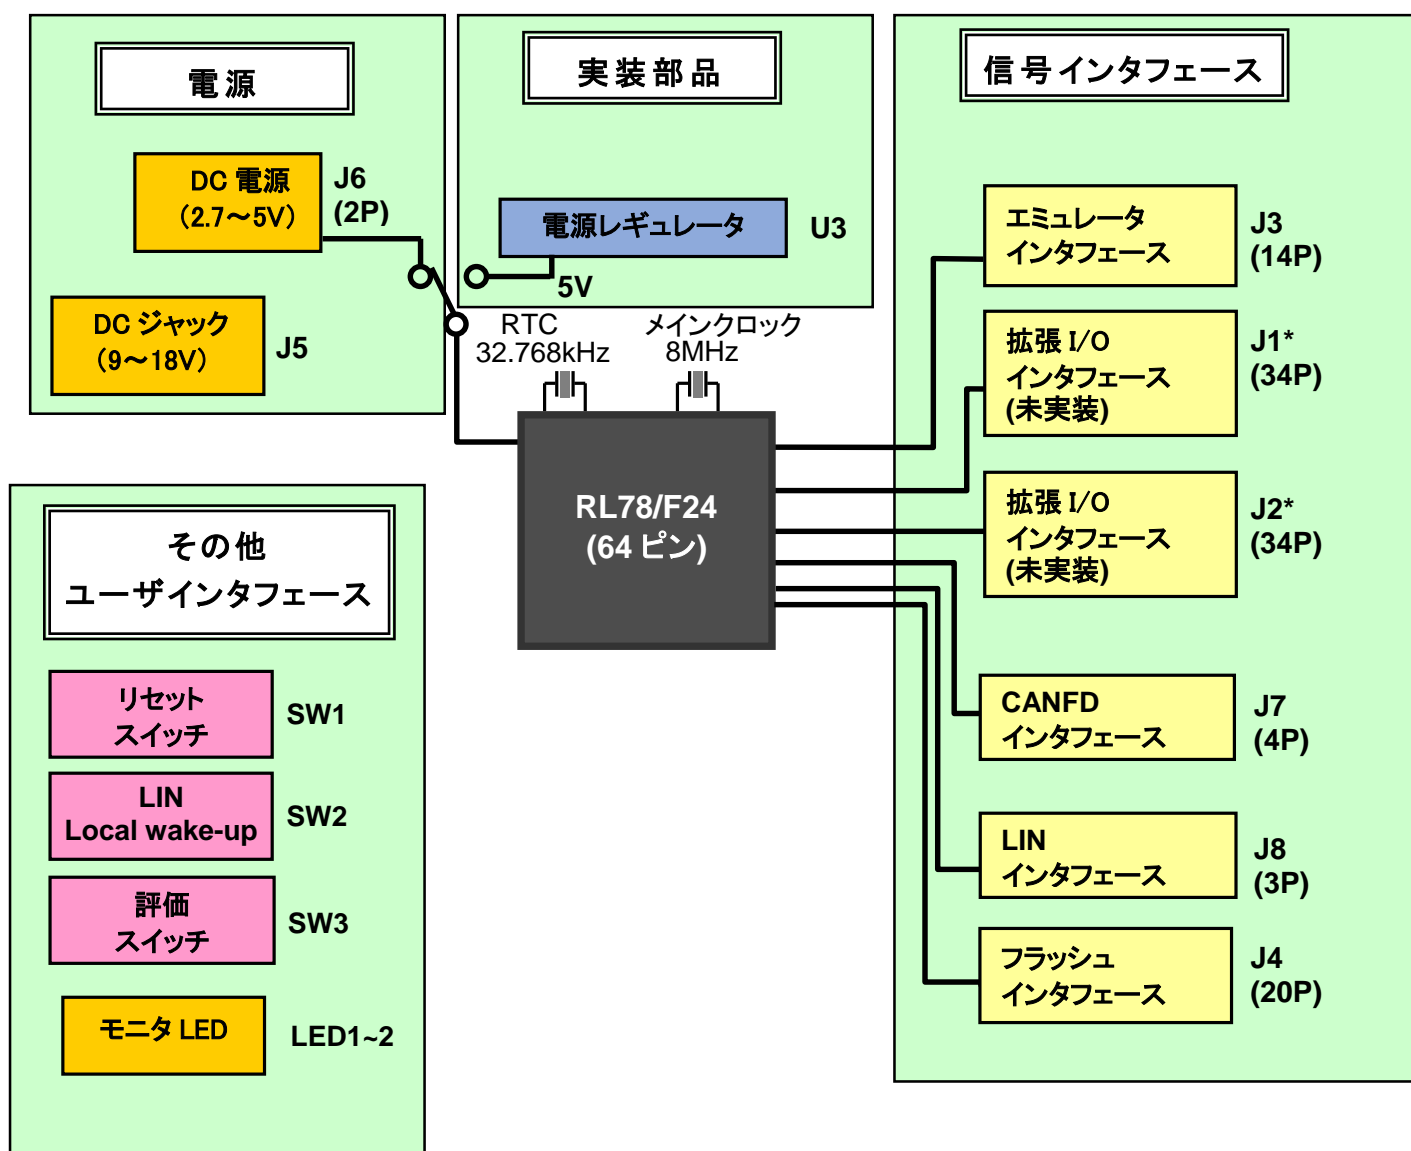 電源
DC 電源
(2.7～5V)
J6
(2P)
DC ジャック
(9～18V)
J5
実装部品
電源レギュレータ
U3
5V
RTC
32.768kHz
メインクロック
8MHz
RL78/F24
(64 ピン)
信号インタフェース
エミュレータ
インタフェース
J3
(14P)
拡張 I/O
インタフェース
(未実装)
J1*
(34P)
拡張 I/O
インタフェース
(未実装)
J2*
(34P)
CANFD
インタフェース
J7
(4P)
LIN
インタフェース
J8
(3P)
フラッシュ
インタフェース
J4
(20P)
その他
ユーザインタフェース
リセット
スイッチ
SW1
LIN
Local wake-up
SW2
評価
スイッチ
SW3
モニタ LED
LED1~2